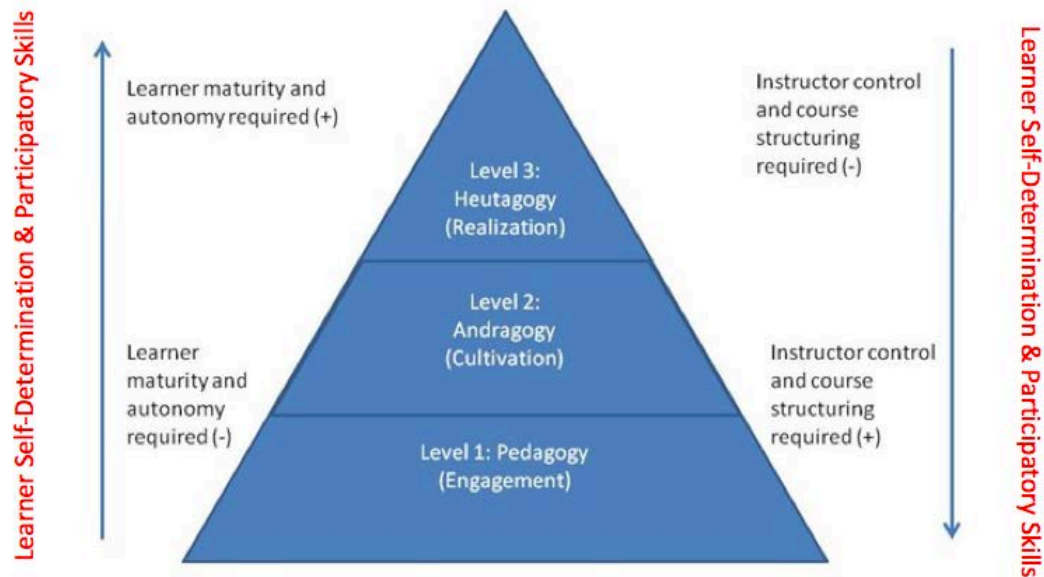 Learner Self-Determination & Participatory Skills
Learner maturity and
autonomy required (+)
Learner
maturity and
autonomy
required (-)
Level 3:
Heutagogy
(Realization)
Level 2:
Andragogy
(Cultivation)
Level 1: Pedagogy
(Engagement)
Instructor control
and course
structuring
required (-)
Instructor control
and course
structuring
required (+)
Learner Self-Determination & Participatory Skills